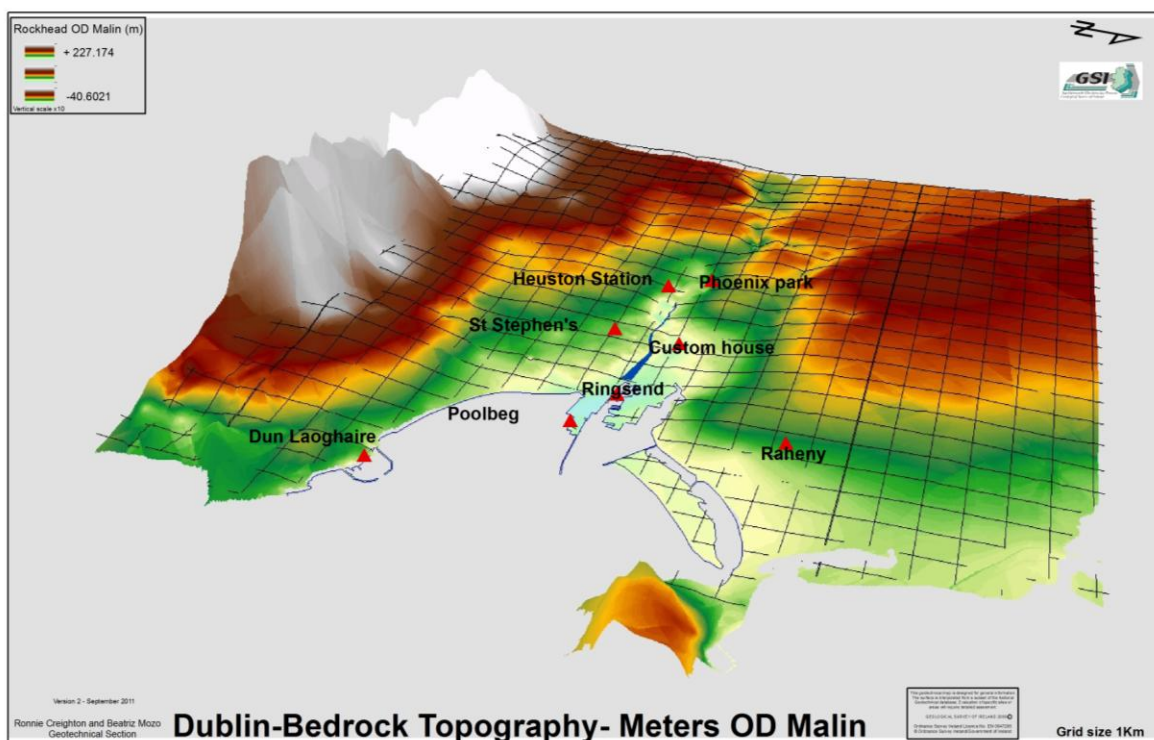 Rockhead OD Malin (m)
+ 227.174
-40.6021
Vertical scale x10
N
GSI
Heuston Station
Phoenix park
St Stephen's
Custom house
Ringsend
Poolbeg
Dun Laoghaire
Raheny
Version 2 - September 2011
Ronnie Creighton and Beatriz Mozo
Geotechnical Section
Dublin-Bedrock Topography- Meters OD Malin
Grid size 1Km